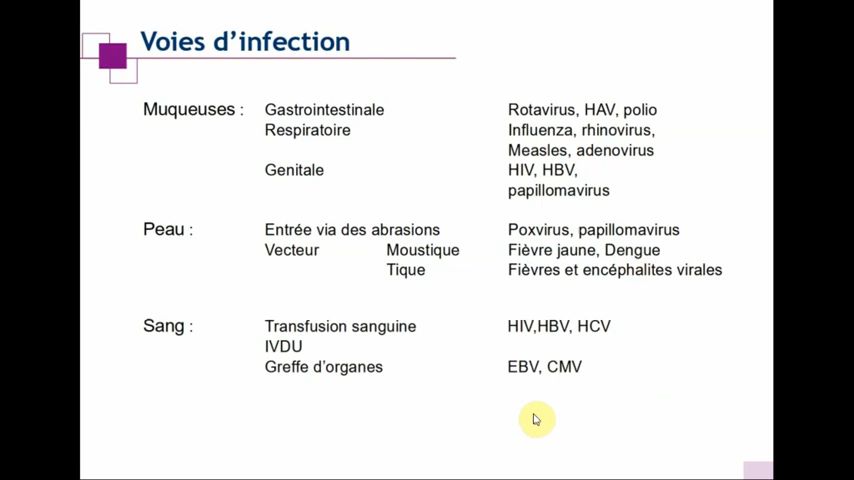 Voies d’infection
Muqueuses : Gastrointestinale Rotavirus, HAV, polio
Respiratoire Influenza, rhinovirus,
Measles, adenovirus
Genitale HIV, HBV,
papillomavirus
Peau : Entrée via des abrasions Poxvirus, papillomavirus
Vecteur Moustique Fièvre jaune, Dengue
Tique Fièvres et encéphalites virales
Sang : Transfusion sanguine HIV,HBV, HCV
IVDU
Greffe d’organes EBV, CMV